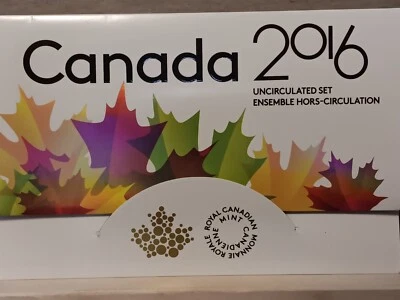 Canada 2016
UNCIRCULATED SET
ENSEMBLE HORS-CIRCULATION
ROYAL CANADIAN MINT
MONNAIE ROYALE CANADIENNE